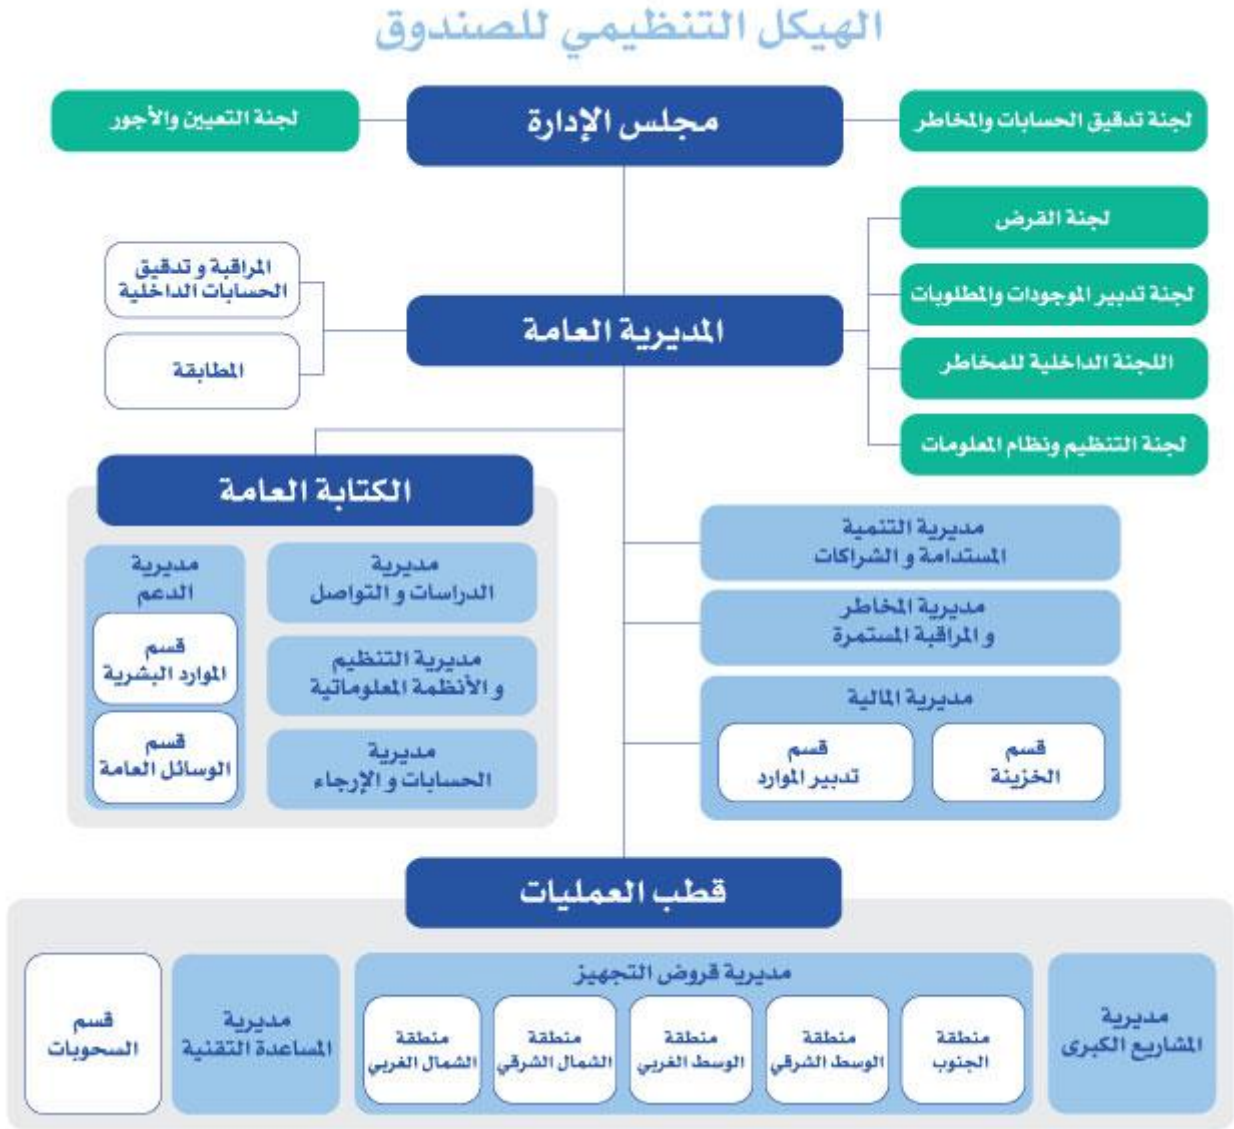 الهيكل التنظيمي للصندوق
لجنة تدقيق الحسابات والمخاطر
مجلس الإدارة
لجنة التعيين والأجور
لجنة القرض
لجنة تدبير الموجودات والمطلوبات
اللجنة الداخلية للمخاطر
لجنة التنظيم ونظام المعلومات
المديرية العامة
المراقبة و تدقيق
الحسابات الداخلية
المطابقة
الكتابة العامة
مديرية
الدراسات و التواصل
مديرية التنظيم
و الأنظمة المعلوماتية
مديرية
الحسابات و الإرجاء
مديرية
الدعم
قسم
الموارد البشرية
قسم
الوسائل العامة
مديرية التنمية
المستدامة و الشراكات
مديرية المخاطر
و المراقبة المستمرة
مديرية المالية
قسم
الخزينة
قسم
تدبير الموارد
قطب العمليات
مديرية
المشاريع الكبرى
مديرية قروض التجهيز
منطقة
الجنوب
منطقة
الوسط الشرقي
منطقة
الوسط الغربي
منطقة
الشمال الشرقي
منطقة
الشمال الغربي
مديرية
المساعدة التقنية
قسم
السحوبات